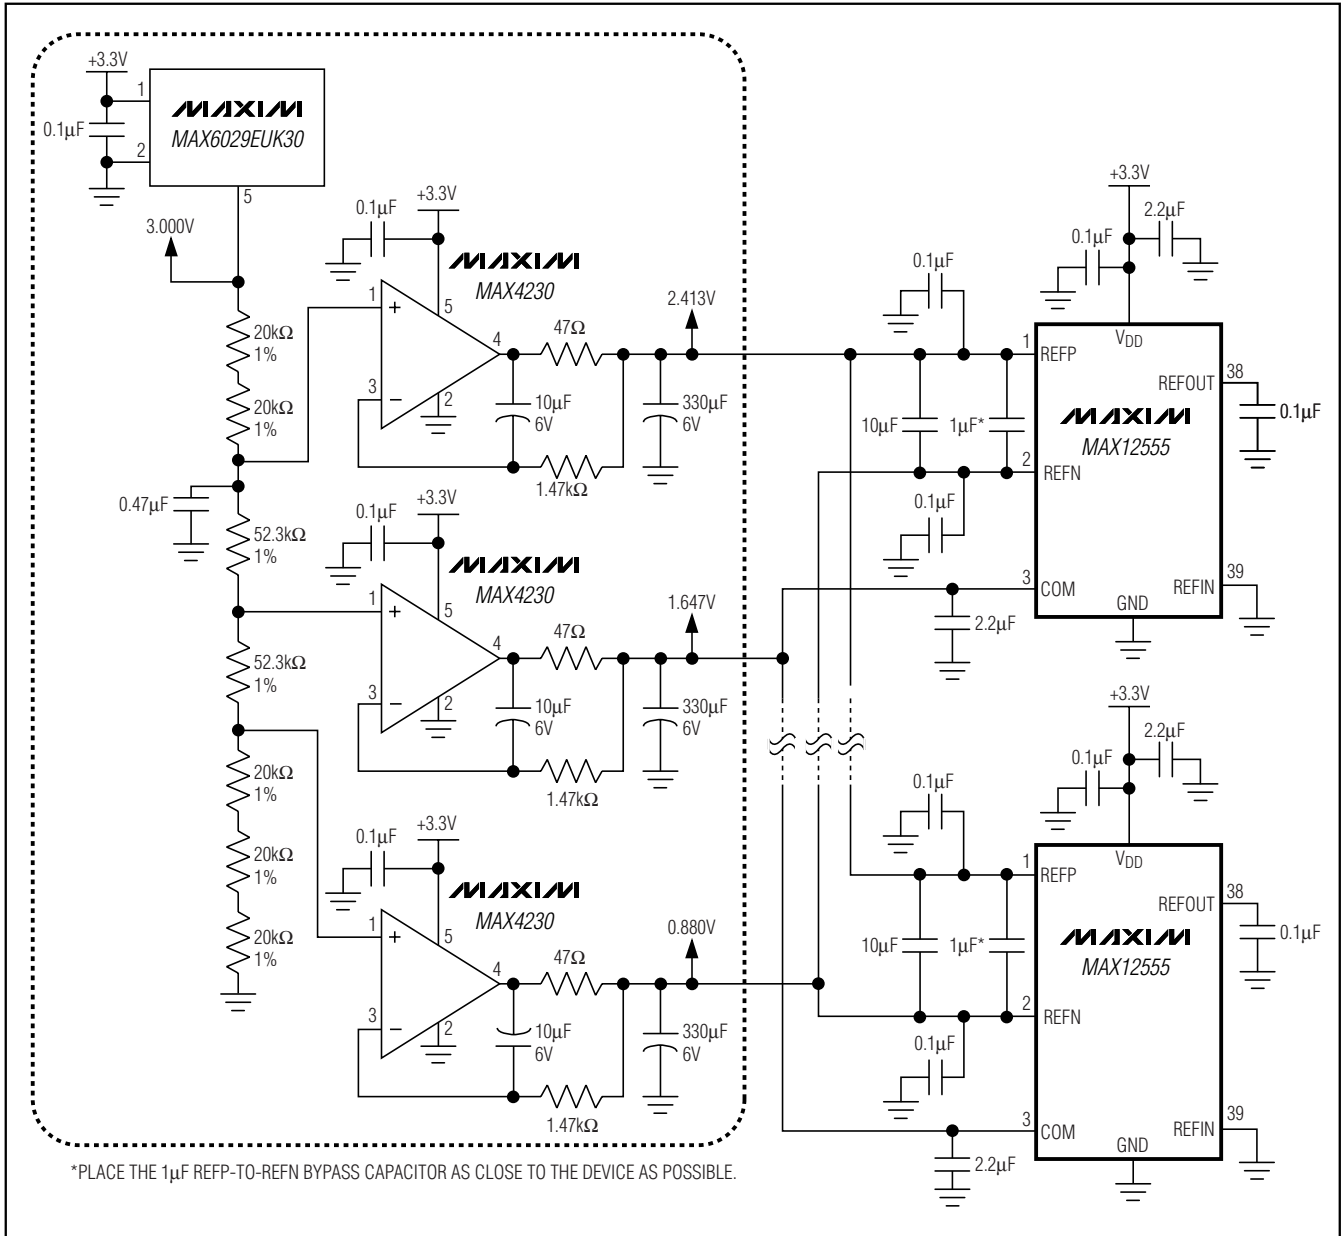 +3.3V
1
MAXIM
MAX6029EUK30
0.1µF
2
5
3.000V
20kΩ
1%
20kΩ
1%
0.47µF
52.3kΩ
1%
52.3kΩ
1%
20kΩ
1%
20kΩ
1%
20kΩ
1%
+3.3V
0.1µF
MAXIM
MAX4230
1
+
5
4
3
−
2
47Ω
10µF
6V
1.47kΩ
2.413V
330µF
6V
+3.3V
0.1µF
MAXIM
MAX4230
1
+
5
4
3
−
2
47Ω
10µF
6V
1.47kΩ
1.647V
330µF
6V
+3.3V
0.1µF
MAXIM
MAX4230
1
+
5
4
3
−
2
47Ω
10µF
6V
1.47kΩ
0.880V
330µF
6V
+3.3V
2.2µF
0.1µF
0.1µF
1
REFP
VDD
REFOUT
38
0.1µF
10µF
1µF*
MAXIM
MAX12555
2
REFN
0.1µF
3
COM
2.2µF
GND
REFIN
39
+3.3V
2.2µF
0.1µF
0.1µF
1
REFP
VDD
REFOUT
38
0.1µF
10µF
1µF*
MAXIM
MAX12555
2
REFN
0.1µF
3
COM
2.2µF
GND
REFIN
39
*PLACE THE 1µF REFP-TO-REFN BYPASS CAPACITOR AS CLOSE TO THE DEVICE AS POSSIBLE.